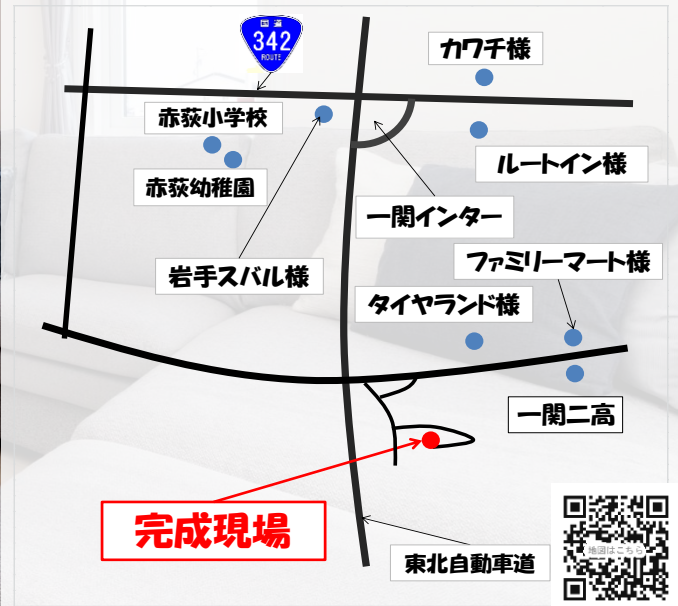 国道
342
ROUTE
カワチ様
赤荻小学校
ルートイン様
赤荻幼稚園
一関インター
ファミリーマート様
岩手スバル様
タイヤランド様
一関二高
完成現場
東北自動車道
地図はこちら